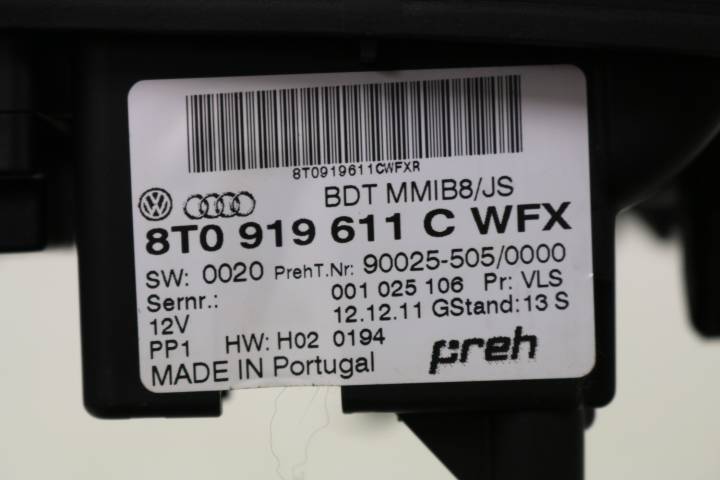 8T0919611CWFXR
BDT MMIB8/JS
8T0 919 611 C WFX
SW: 0020 PrehT.Nr: 90025-505/0000
Sernr.: 001 025 106 Pr: VLS
12V 12.12.11 GStand: 13 S
PP1 HW: H02 0194
MADE IN Portugal preh